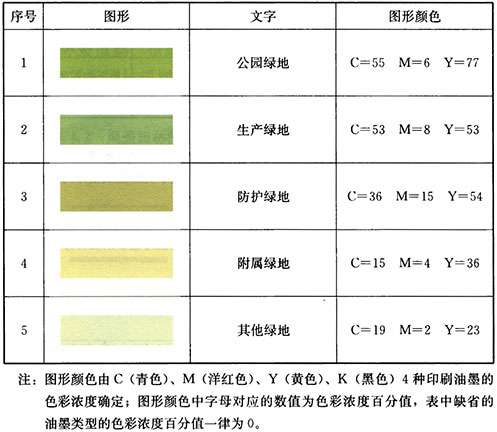 序号 图形 文字 图形颜色
1 公园绿地 C=55 M=6 Y=77
2 生产绿地 C=53 M=8 Y=53
3 防护绿地 C=36 M=15 Y=54
4 附属绿地 C=15 M=4 Y=36
5 其他绿地 C=19 M=2 Y=23
注：图形颜色由C（青色）、M（洋红色）、Y（黄色）、K（黑色）4种印刷油墨的
色彩浓度确定；图形颜色中字母对应的数值为色彩浓度百分值，表中缺省的
油墨类型的色彩浓度百分值一律为0。